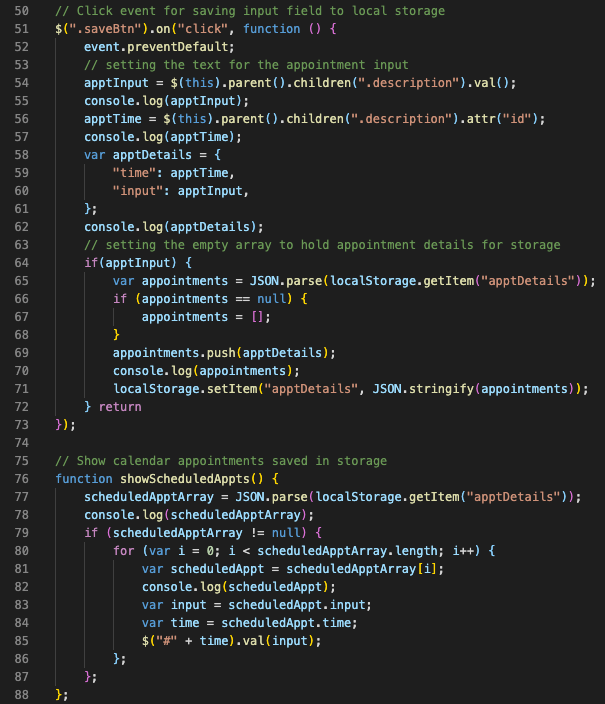 50 // Click event for saving input field to local storage
51 $(".saveBtn").on("click", function () {
52     event.preventDefault;
53     // setting the text for the appointment input
54     apptInput = $(this).parent().children(".description").val();
55     console.log(apptInput);
56     apptTime = $(this).parent().children(".description").attr("id");
57     console.log(apptTime);
58     var apptDetails = {
59         "time": apptTime,
60         "input": apptInput,
61     };
62     console.log(apptDetails);
63     // setting the empty array to hold appointment details for storage
64     if(apptInput) {
65         var appointments = JSON.parse(localStorage.getItem("apptDetails"));
66         if (appointments == null) {
67             appointments = [];
68         }
69         appointments.push(apptDetails);
70         console.log(appointments);
71         localStorage.setItem("apptDetails", JSON.stringify(appointments));
72     } return
73 });
74
75 // Show calendar appointments saved in storage
76 function showScheduledAppts() {
77     scheduledApptArray = JSON.parse(localStorage.getItem("apptDetails"));
78     console.log(scheduledApptArray);
79     if (scheduledApptArray != null) {
80         for (var i = 0; i < scheduledApptArray.length; i++) {
81             var scheduledAppt = scheduledApptArray[i];
82             console.log(scheduledAppt);
83             var input = scheduledAppt.input;
84             var time = scheduledAppt.time;
85             $("#" + time).val(input);
86         };
87     };
88 };